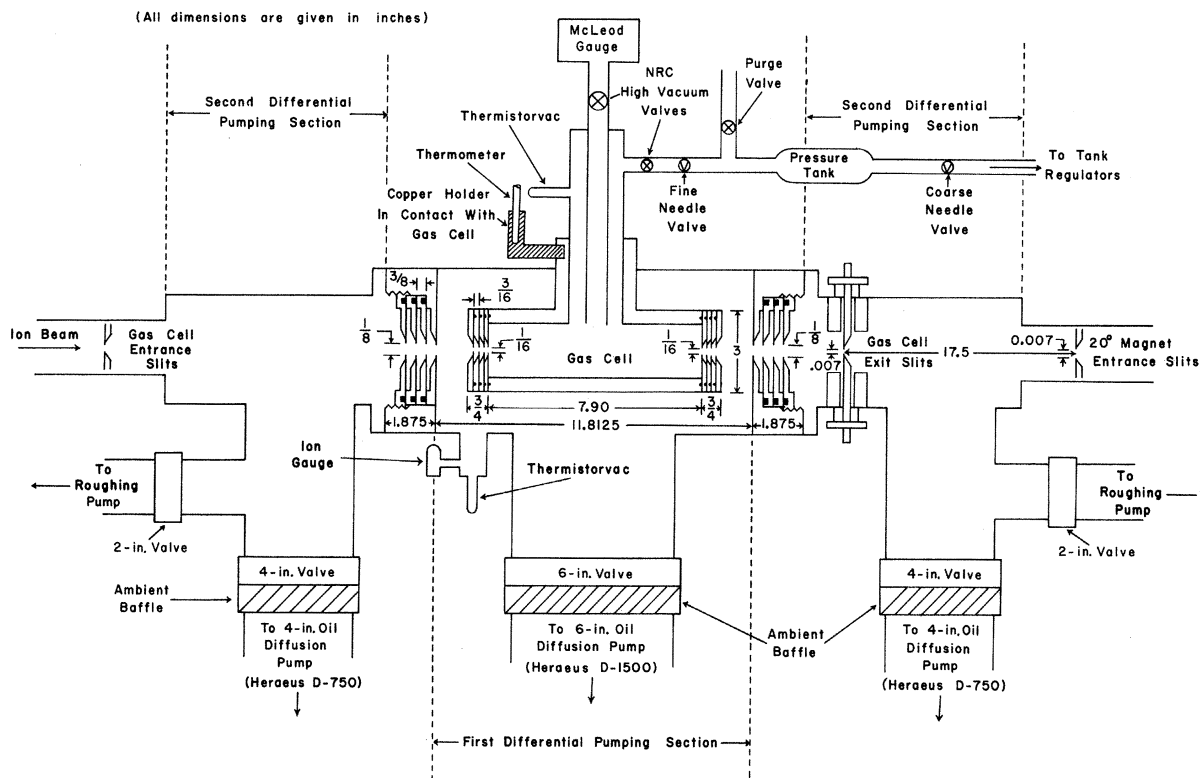 (All dimensions are given in inches)
McLeod
Gauge
NRC
High Vacuum
Valves
Purge
Valve
Second Differential
Pumping Section
Second Differential
Pumping Section
Thermistorvac
Thermometer
Copper Holder
In Contact With
Gas Cell
Fine
Needle
Valve
Pressure
Tank
Coarse
Needle
Valve
To Tank
Regulators
3/8
3/16
1/8
1/16
1/16
3
1/8
.007
0.007
Ion Beam
Gas Cell
Entrance
Slits
Gas Cell
Gas Cell
Exit Slits
17.5
20° Magnet
Entrance Slits
3/4
7.90
3/4
1.875
11.8125
1.875
Ion
Gauge
Thermistorvac
To
Roughing
Pump
2-in. Valve
To
Roughing
Pump
2-in. Valve
4-in. Valve
6-in. Valve
4-in. Valve
Ambient
Baffle
Ambient
Baffle
To 4-in. Oil
Diffusion
Pump
(Heraeus D-750)
To 6-in. Oil
Diffusion Pump
(Heraeus D-1500)
To 4-in. Oil
Diffusion
Pump
(Heraeus D-750)
First Differential Pumping Section